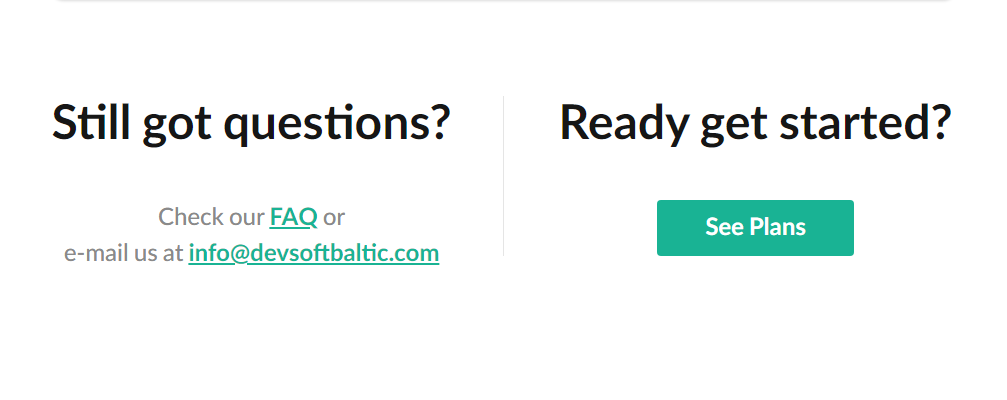 Still got questions?
Check our FAQ or
e-mail us at info@devsoftbaltic.com
Ready get started?
See Plans